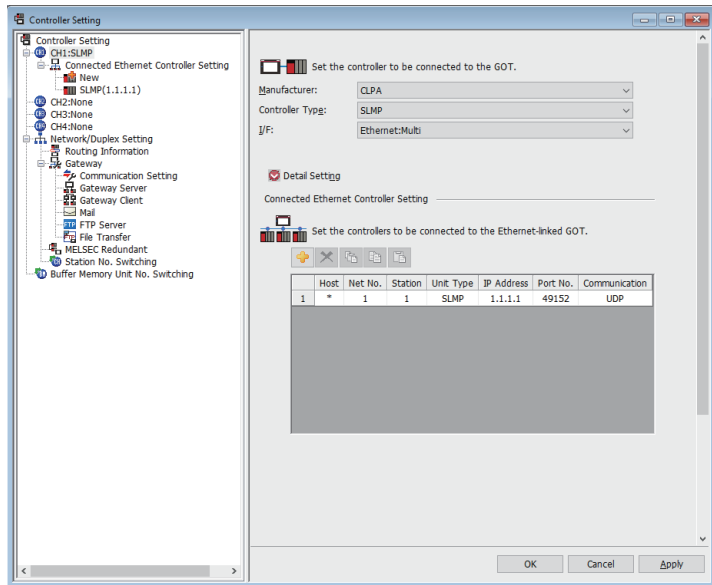 Controller Setting
Controller Setting
CH1:SLMP
Connected Ethernet Controller Setting
New
SLMP(1.1.1.1)
CH2:None
CH3:None
CH4:None
Network/Duplex Setting
Routing Information
Gateway
Communication Setting
Gateway Server
Gateway Client
Mail
FTP Server
File Transfer
MELSEC Redundant
Station No. Switching
Buffer Memory Unit No. Switching
Set the controller to be connected to the GOT.
Manufacturer: CLPA
Controller Type: SLMP
I/F: Ethernet:Multi
Detail Setting
Connected Ethernet Controller Setting
Set the controllers to be connected to the Ethernet-linked GOT.
Host Net No. Station Unit Type IP Address Port No. Communication
1 * 1 1 SLMP 1.1.1.1 49152 UDP
OK Cancel Apply